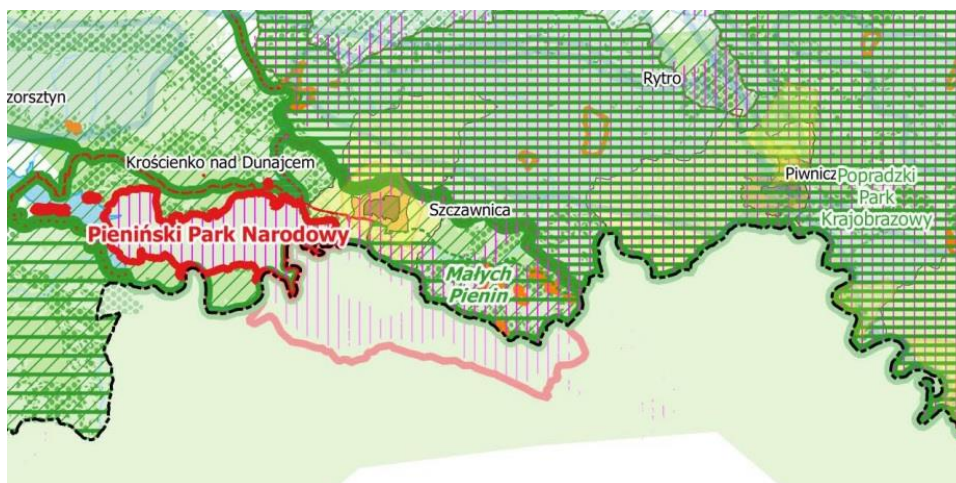 Rytro
zorsztyn
Krościenko nad Dunajcem
Piwnicz
Popradzki
Park
Krajobrazowy
Szczawnica
Pieniński Park Narodowy
Małych
Pienin